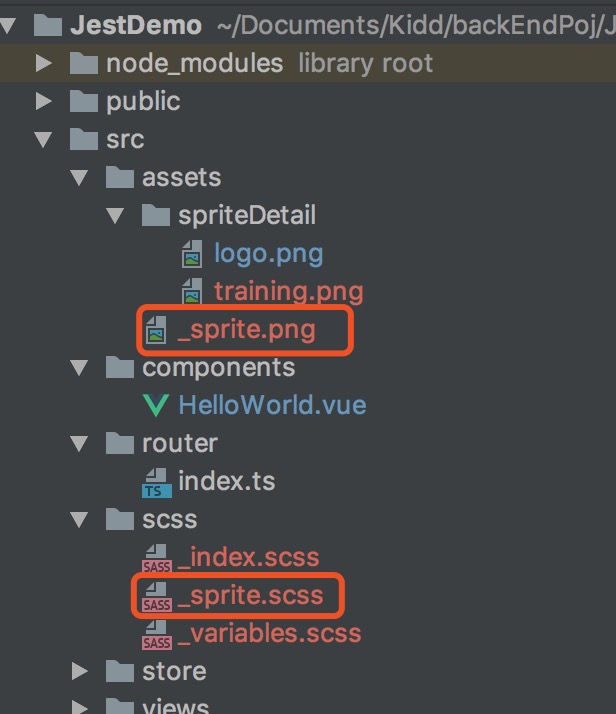 JestDemo ~/Documents/Kidd/backEndPoj/J
node_modules library root
public
src
assets
spriteDetail
logo.png
training.png
_sprite.png
components
HelloWorld.vue
router
TS index.ts
scss
SASS _index.scss
SASS _sprite.scss
SASS _variables.scss
store
views